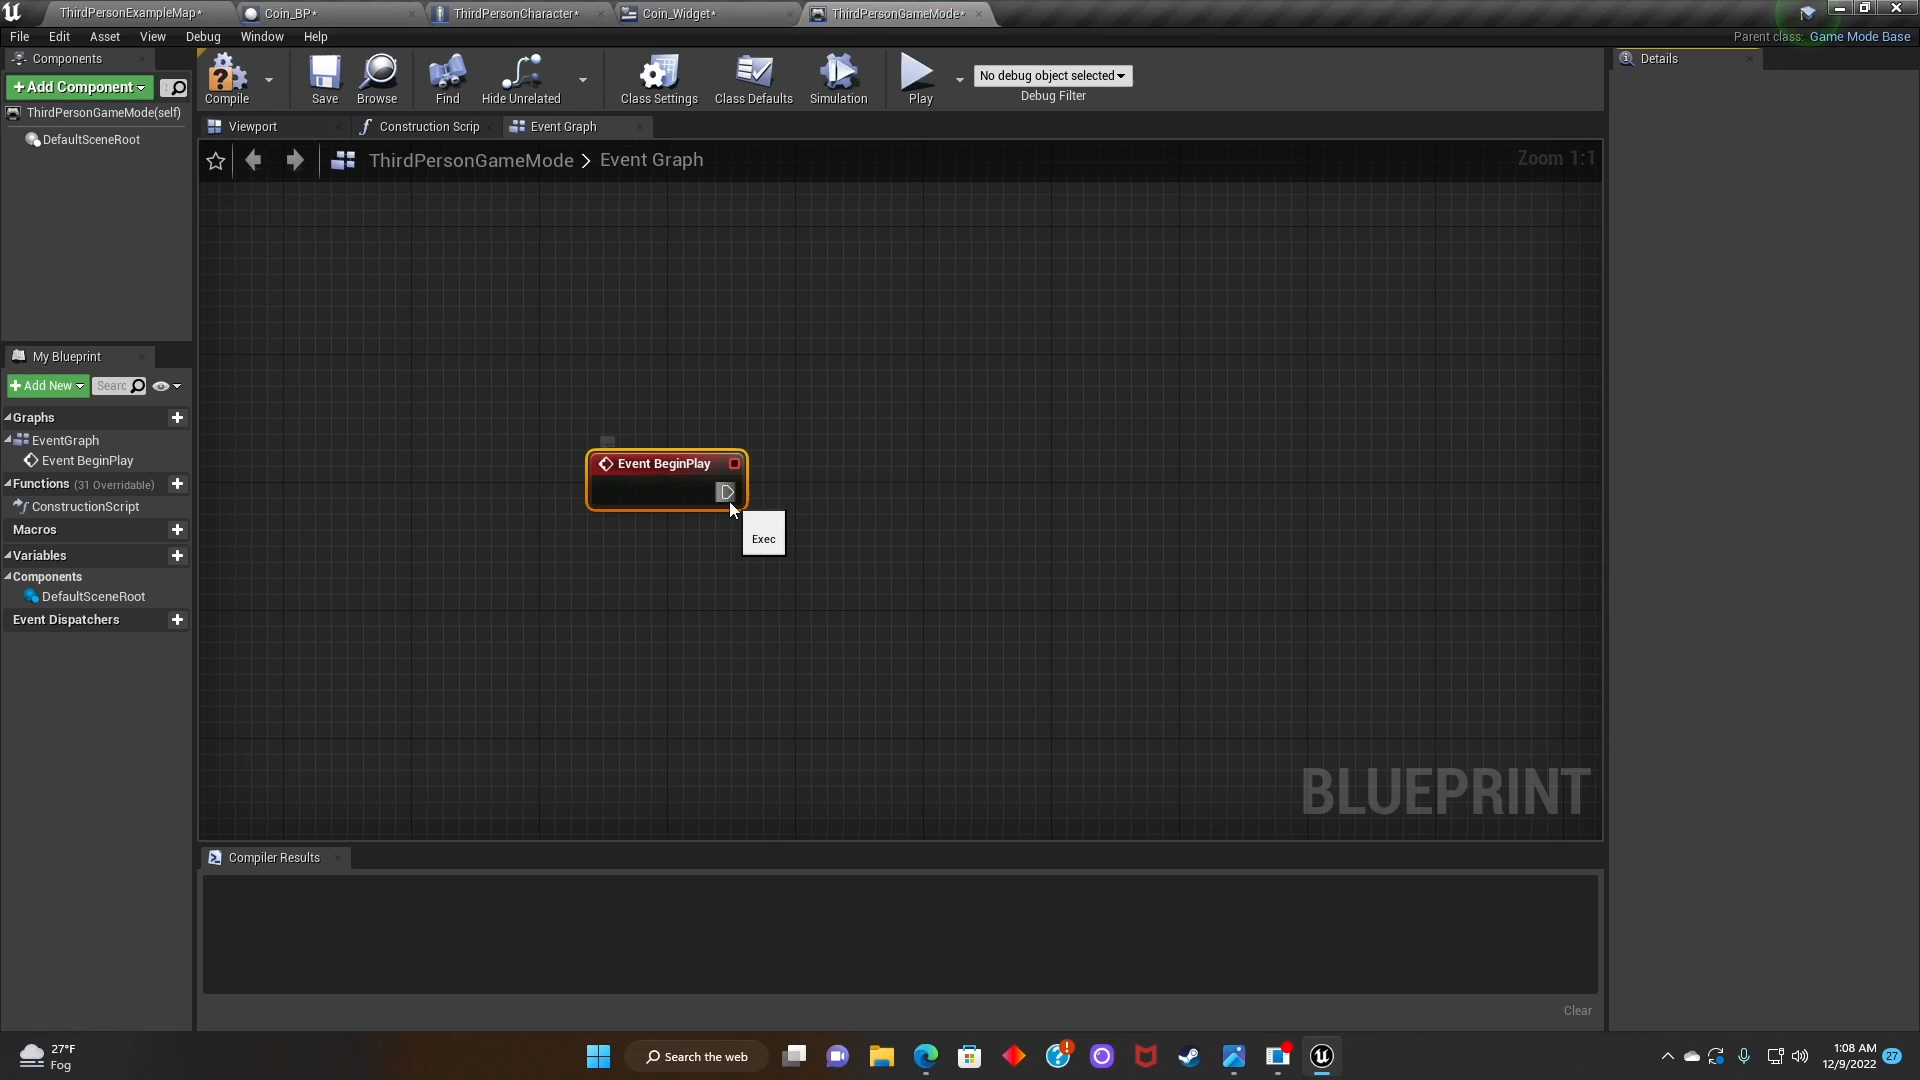 ThirdPersonExampleMap*
Coin_BP*
ThirdPersonCharacter*
Coin_Widget*
ThirdPersonGameMode*
File Edit Asset View Debug Window Help
Parent class: Game Mode Base
Components
+Add Component
ThirdPersonGameMode(self)
DefaultSceneRoot
Compile
Save
Browse
Find
Hide Unrelated
Class Settings
Class Defaults
Simulation
Play
No debug object selected
Debug Filter
Details
Viewport
Construction Scrip
Event Graph
ThirdPersonGameMode > Event Graph
Zoom 1:1
My Blueprint
+Add New
Searc
Graphs
EventGraph
Event BeginPlay
Functions (31 Overridable)
ConstructionScript
Macros
Variables
Components
DefaultSceneRoot
Event Dispatchers
Event BeginPlay
Exec
BLUEPRINT
Compiler Results
Clear
27°F
Fog
Search the web
1:08 AM
12/9/2022
27